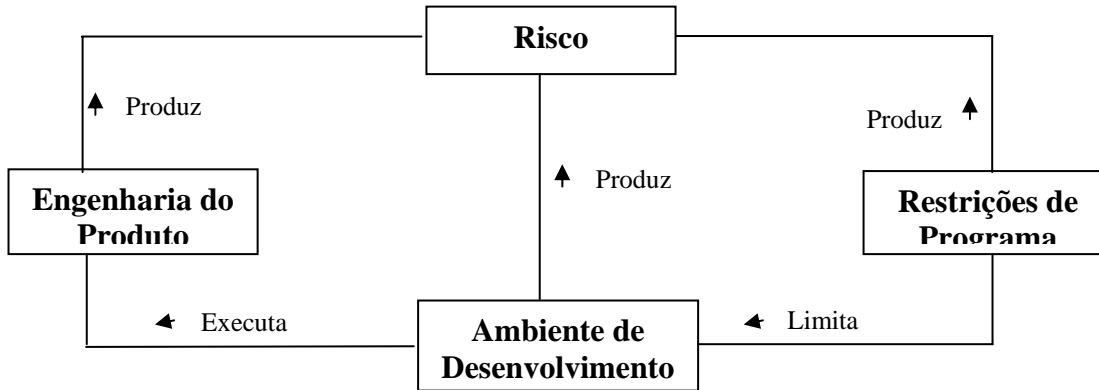 Risco
Produz
Produz
Produz
Engenharia do
Produto
Restrições de
Programa
Executa
Limita
Ambiente de
Desenvolvimento